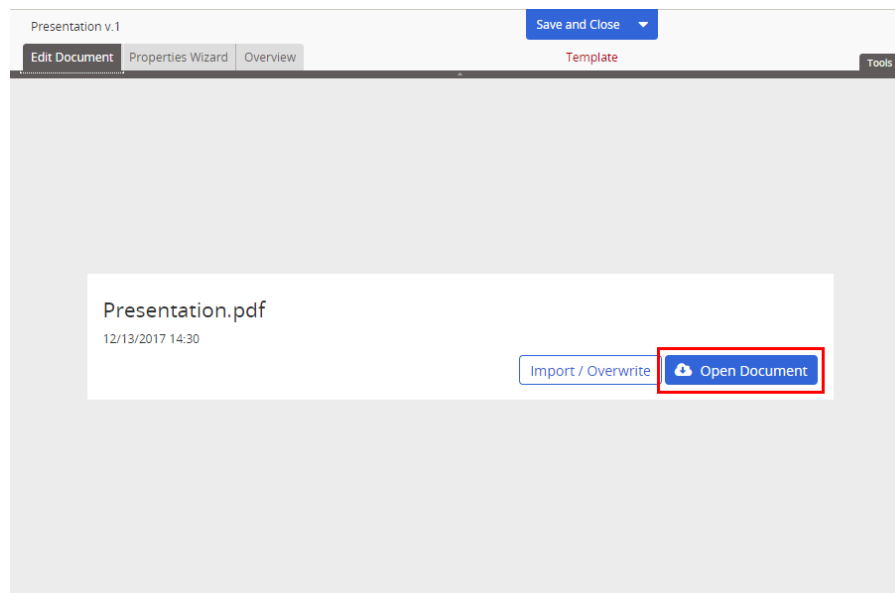 Presentation v.1
Save and Close
Edit Document Properties Wizard Overview
Template
Tools
Presentation.pdf
12/13/2017 14:30
Import / Overwrite Open Document